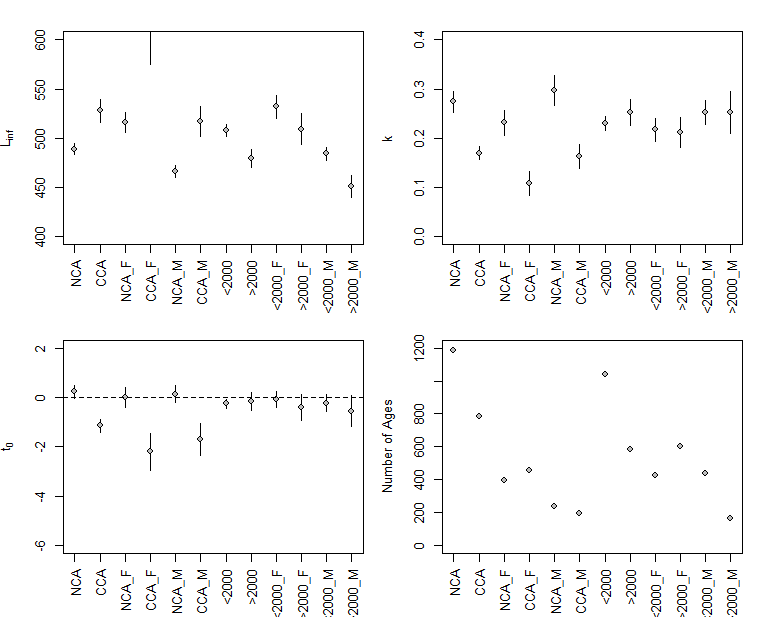 600
550
500
450
400
L_inf
NCA
CCA
NCA_F
CCA_F
NCA_M
CCA_M
<2000
>2000
<2000_F
>2000_F
<2000_M
>2000_M
0.4
0.3
0.2
0.1
0.0
k
NCA
CCA
NCA_F
CCA_F
NCA_M
CCA_M
<2000
>2000
<2000_F
>2000_F
<2000_M
>2000_M
2
0
-2
-4
-6
t_0
NCA
CCA
NCA_F
CCA_F
NCA_M
CCA_M
<2000
>2000
<2000_F
>2000_F
<2000_M
>2000_M
1200
800
600
400
200
0
Number of Ages
NCA
CCA
NCA_F
CCA_F
NCA_M
CCA_M
<2000
>2000
<2000_F
>2000_F
<2000_M
>2000_M